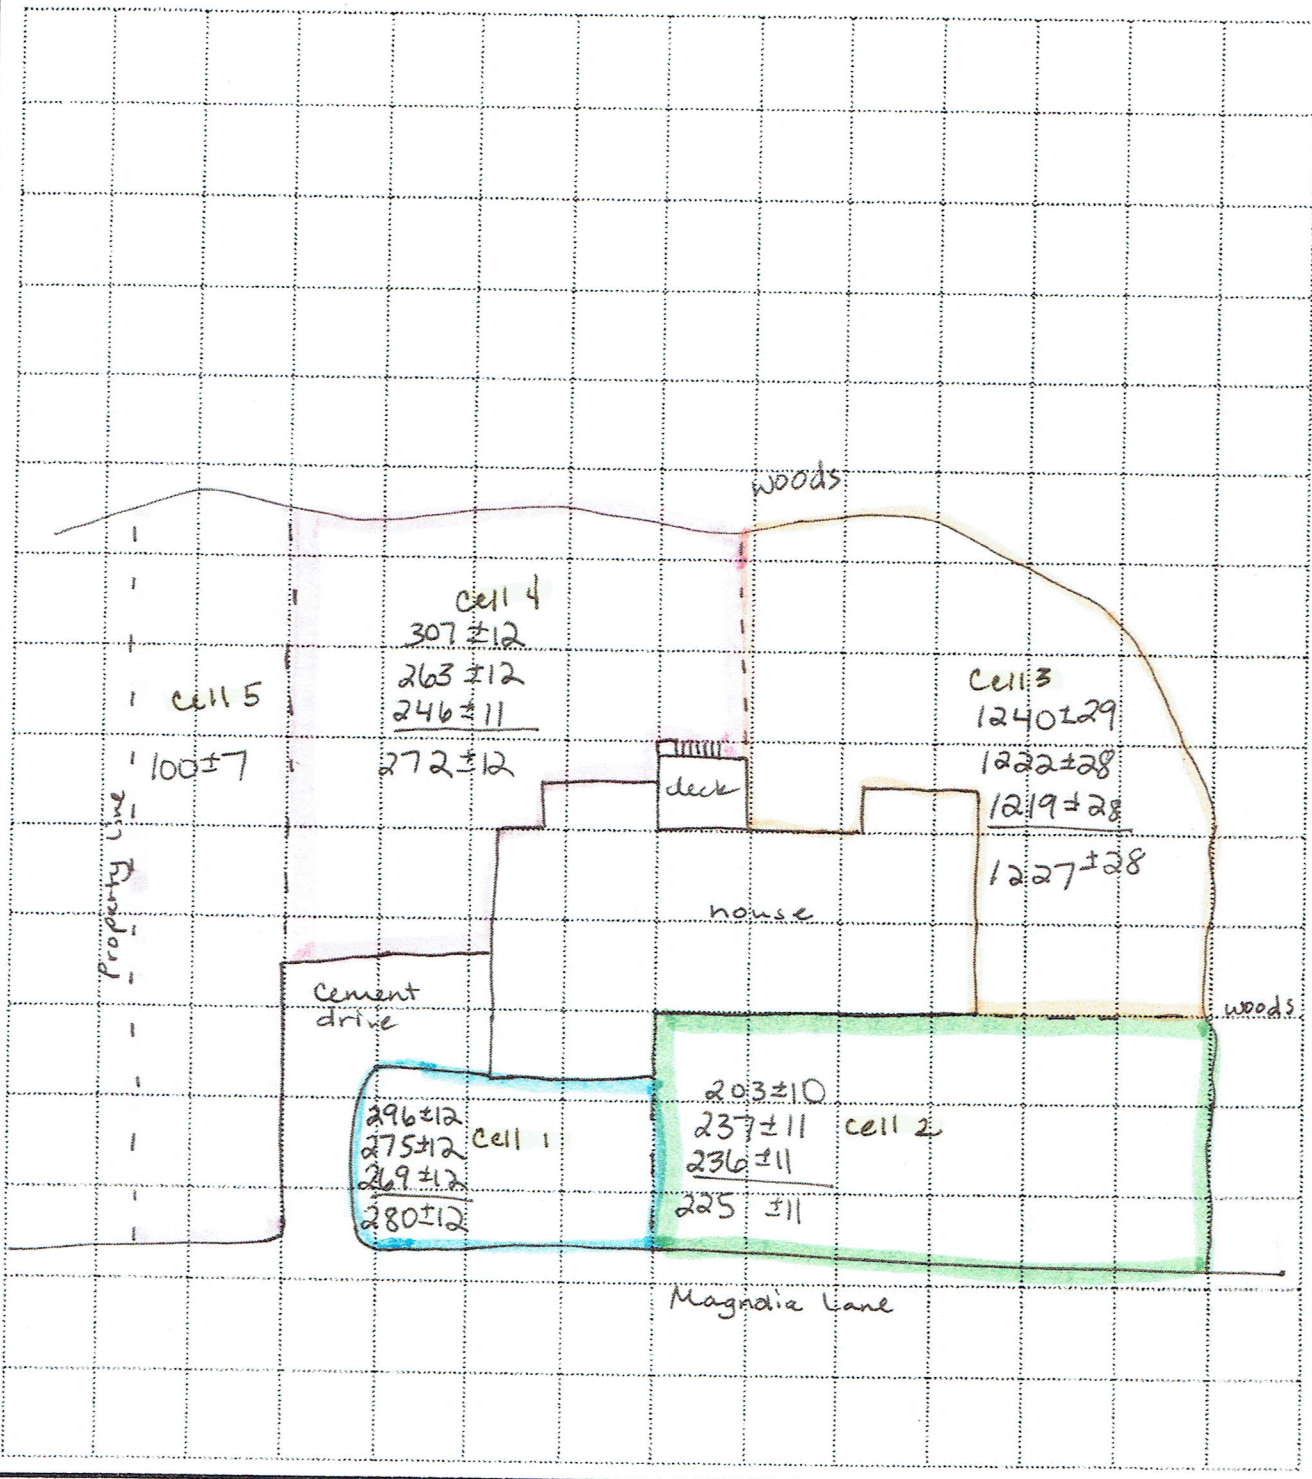 woods
cell 4
307 ±12
263 ±12
246 ±11
272 ±12
cell 5
100±7
Cell 3
1240±29
1222±28
1219±28
1227±28
deck
Property Line
house
cement
drive
woods
296±12
275±12
269±12
280±12
cell 1
203±10
237±11
236±11
225 ±11
cell 2
Magnolia Lane